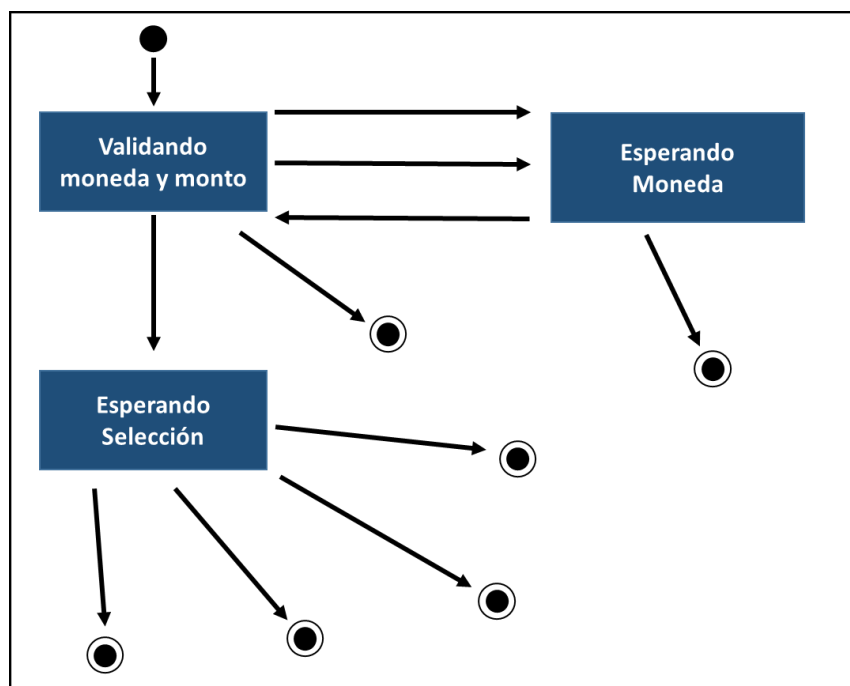 Validando
moneda y monto
Esperando
Moneda
Esperando
Selección